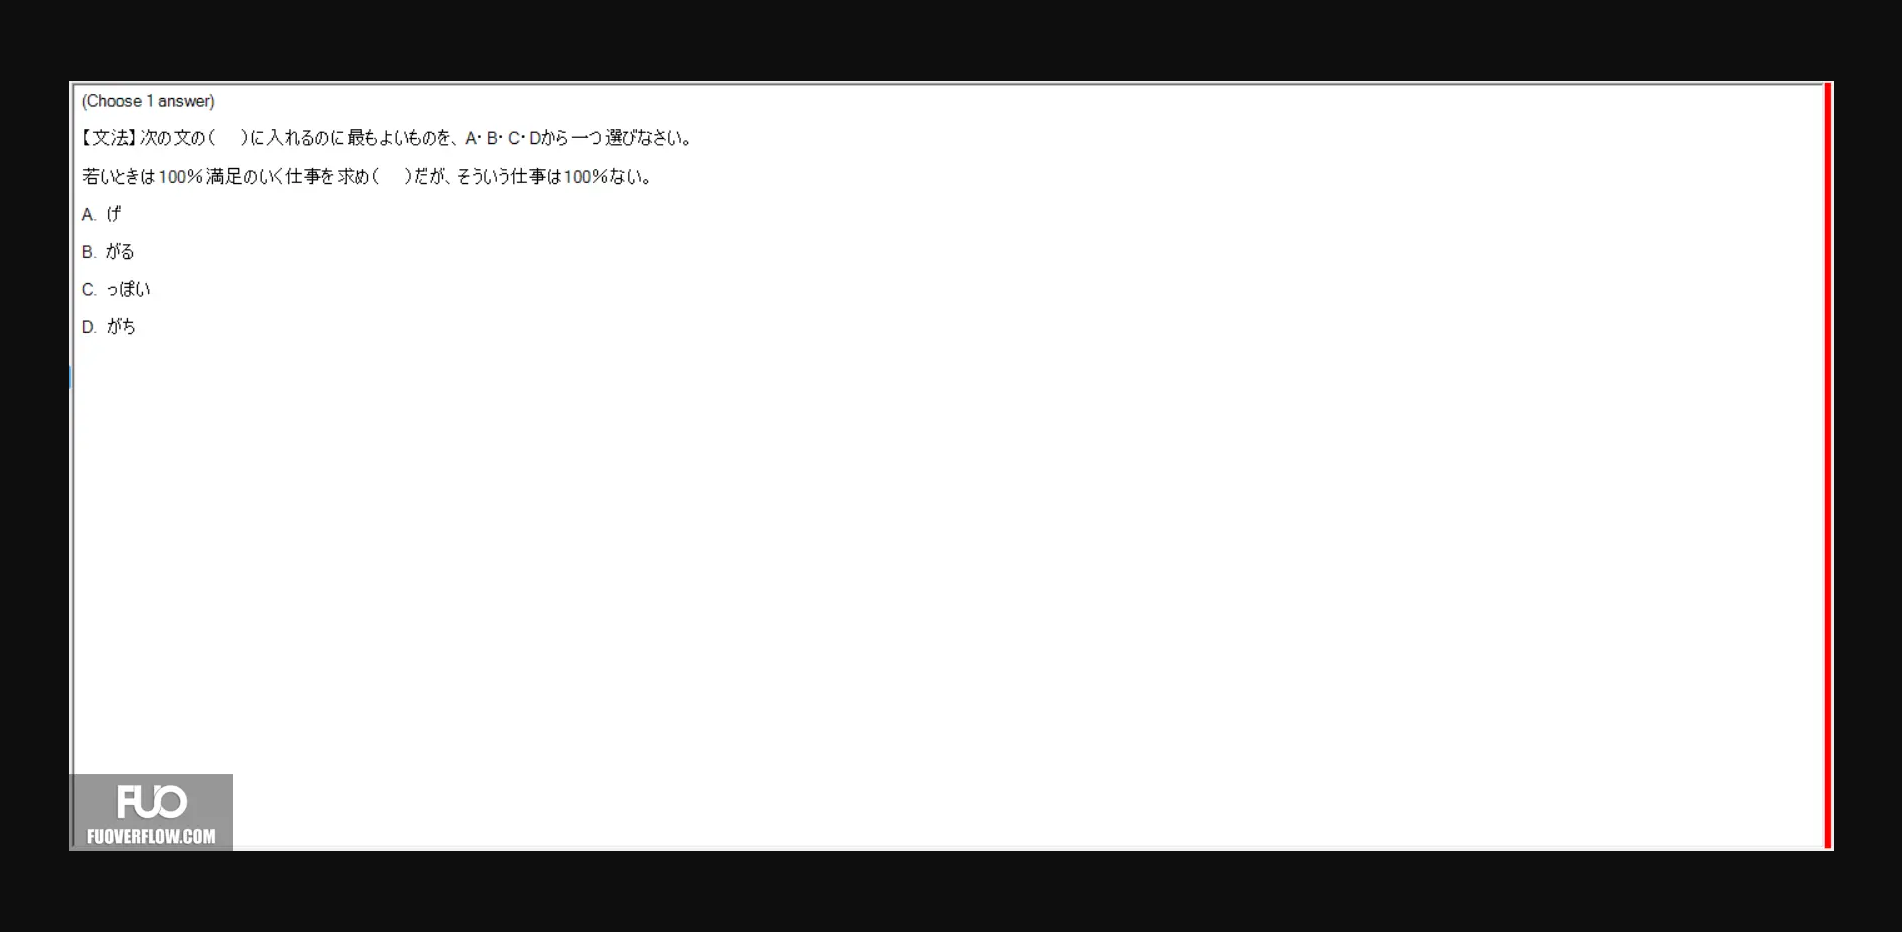 (Choose 1 answer)
【文法】次の文の(　)に入れるのに最もよいものを、A・B・C・Dから一つ選びなさい。
若いときは100%満足のいく仕事を求め(　)だが、そういう仕事は100%ない。
A. げ
B. がる
C. っぽい
D. がち
FUO
FUOVERFLOW.COM